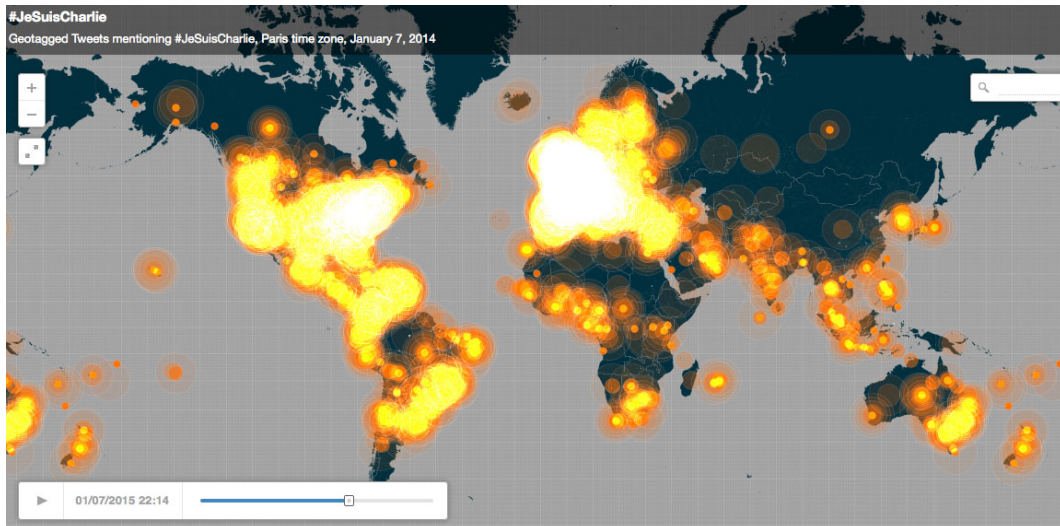 #JeSuisCharlie
Geotagged Tweets mentioning #JeSuisCharlie, Paris time zone, January 7, 2014
+
−
01/07/2015 22:14